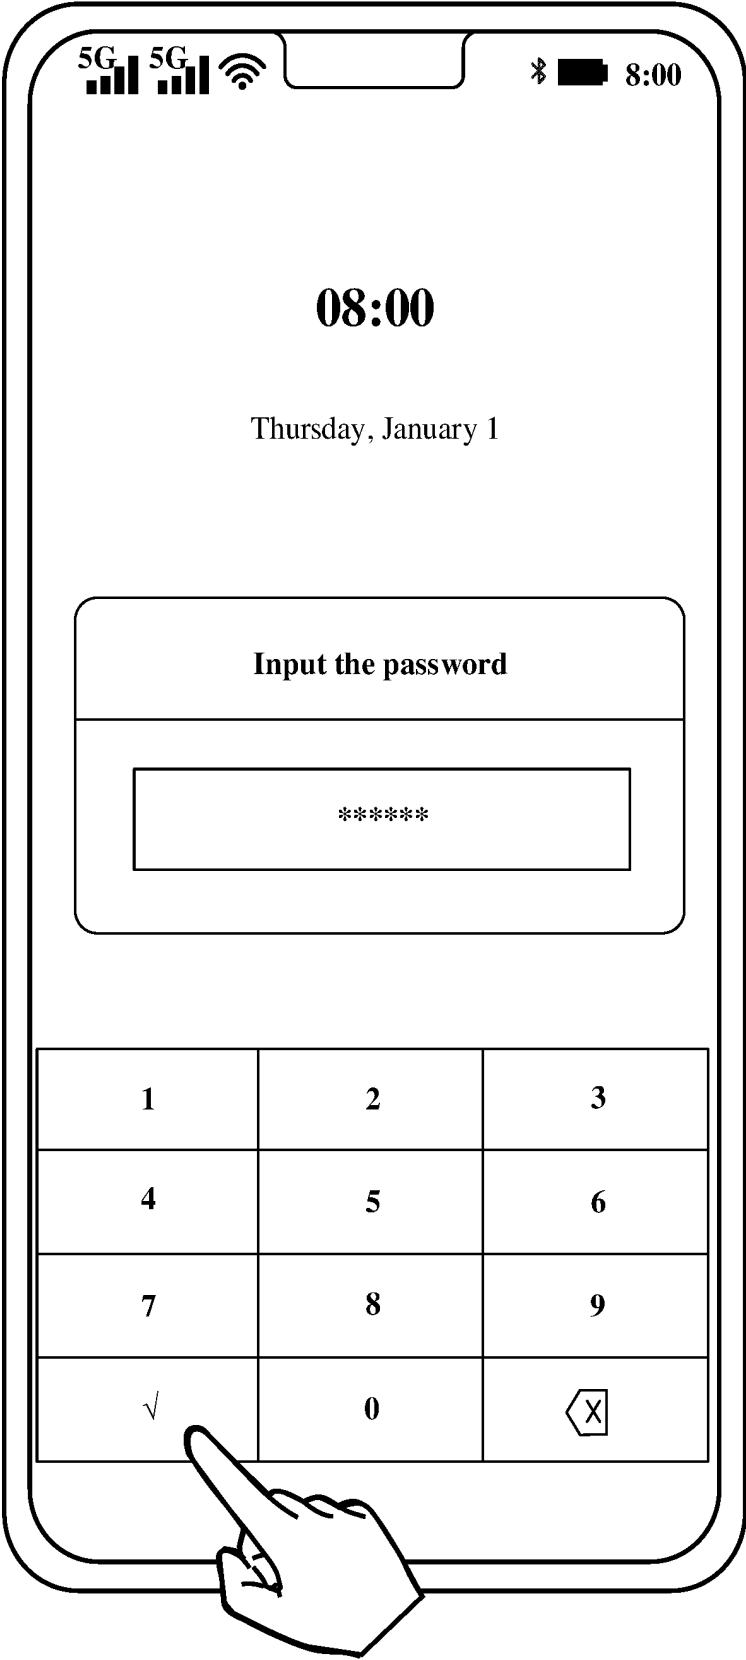 5G 5G 8:00
08:00
Thursday, January 1
Input the password
******
1 2 3
4 5 6
7 8 9
√ 0 X